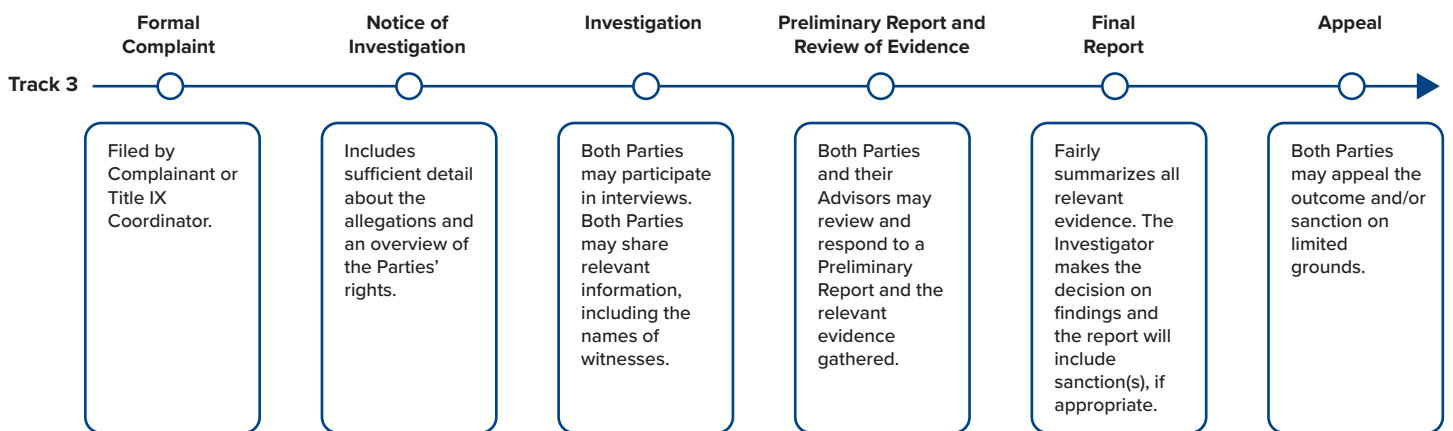 Formal
Complaint
Notice of
Investigation
Investigation
Preliminary Report and
Review of Evidence
Final
Report
Appeal
Track 3
Filed by
Complainant or
Title IX
Coordinator.
Includes
sufficient detail
about the
allegations and
an overview of
the Parties’
rights.
Both Parties
may participate
in interviews.
Both Parties
may share
relevant
information,
including the
names of
witnesses.
Both Parties
and their
Advisors may
review and
respond to a
Preliminary
Report and the
relevant
evidence
gathered.
Fairly
summarizes all
relevant
evidence. The
Investigator
makes the
decision on
findings and
the report will
include
sanction(s), if
appropriate.
Both Parties
may appeal the
outcome and/or
sanction on
limited
grounds.